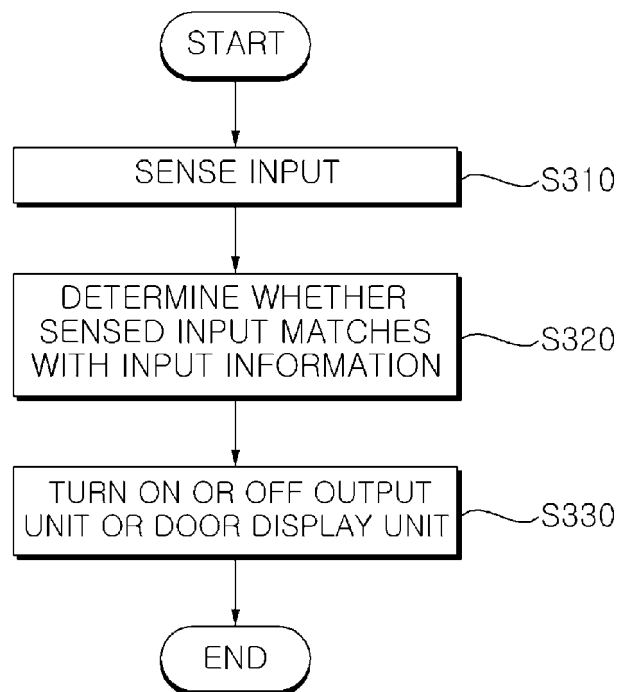 START
SENSE INPUT
S310
DETERMINE WHETHER
SENSED INPUT MATCHES
WITH INPUT INFORMATION
S320
TURN ON OR OFF OUTPUT
UNIT OR DOOR DISPLAY UNIT
S330
END